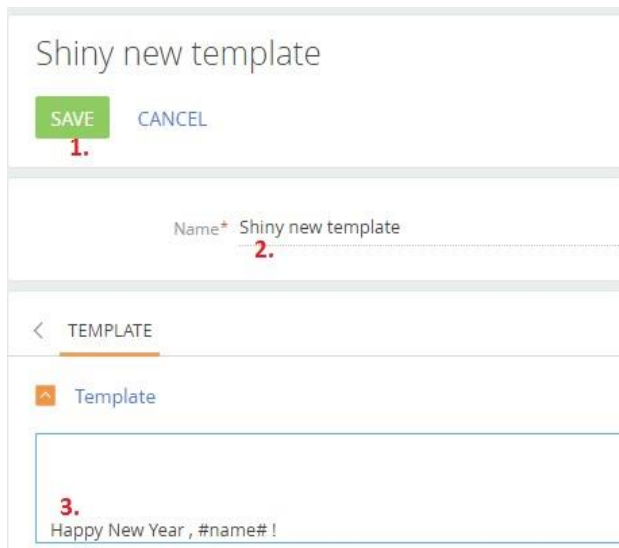 Shiny new template
SAVE CANCEL
1.
Name* Shiny new template
2.
< TEMPLATE
Template
3.
Happy New Year , #name# !